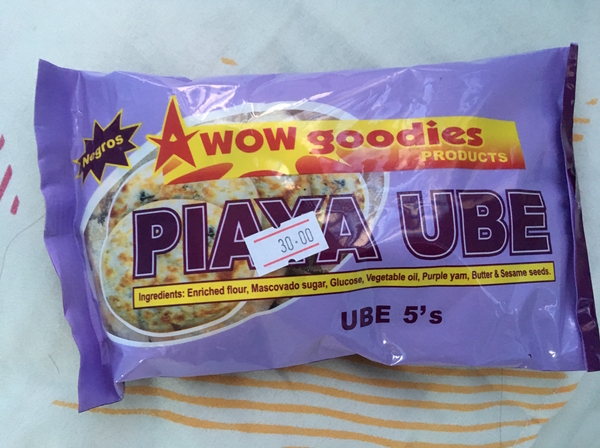 Negros
A WOW goodies
PRODUCTS
PIAYA UBE
30.00
Ingredients: Enriched flour, Mascovado sugar, Glucose, Vegetable oil, Purple yam, Butter & Sesame seeds.
UBE 5's